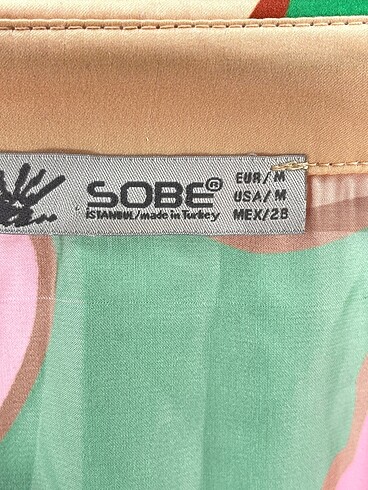 SOBE®
ISTANBUL/made in Turkey
EUR/M
USA/M
MEX/28